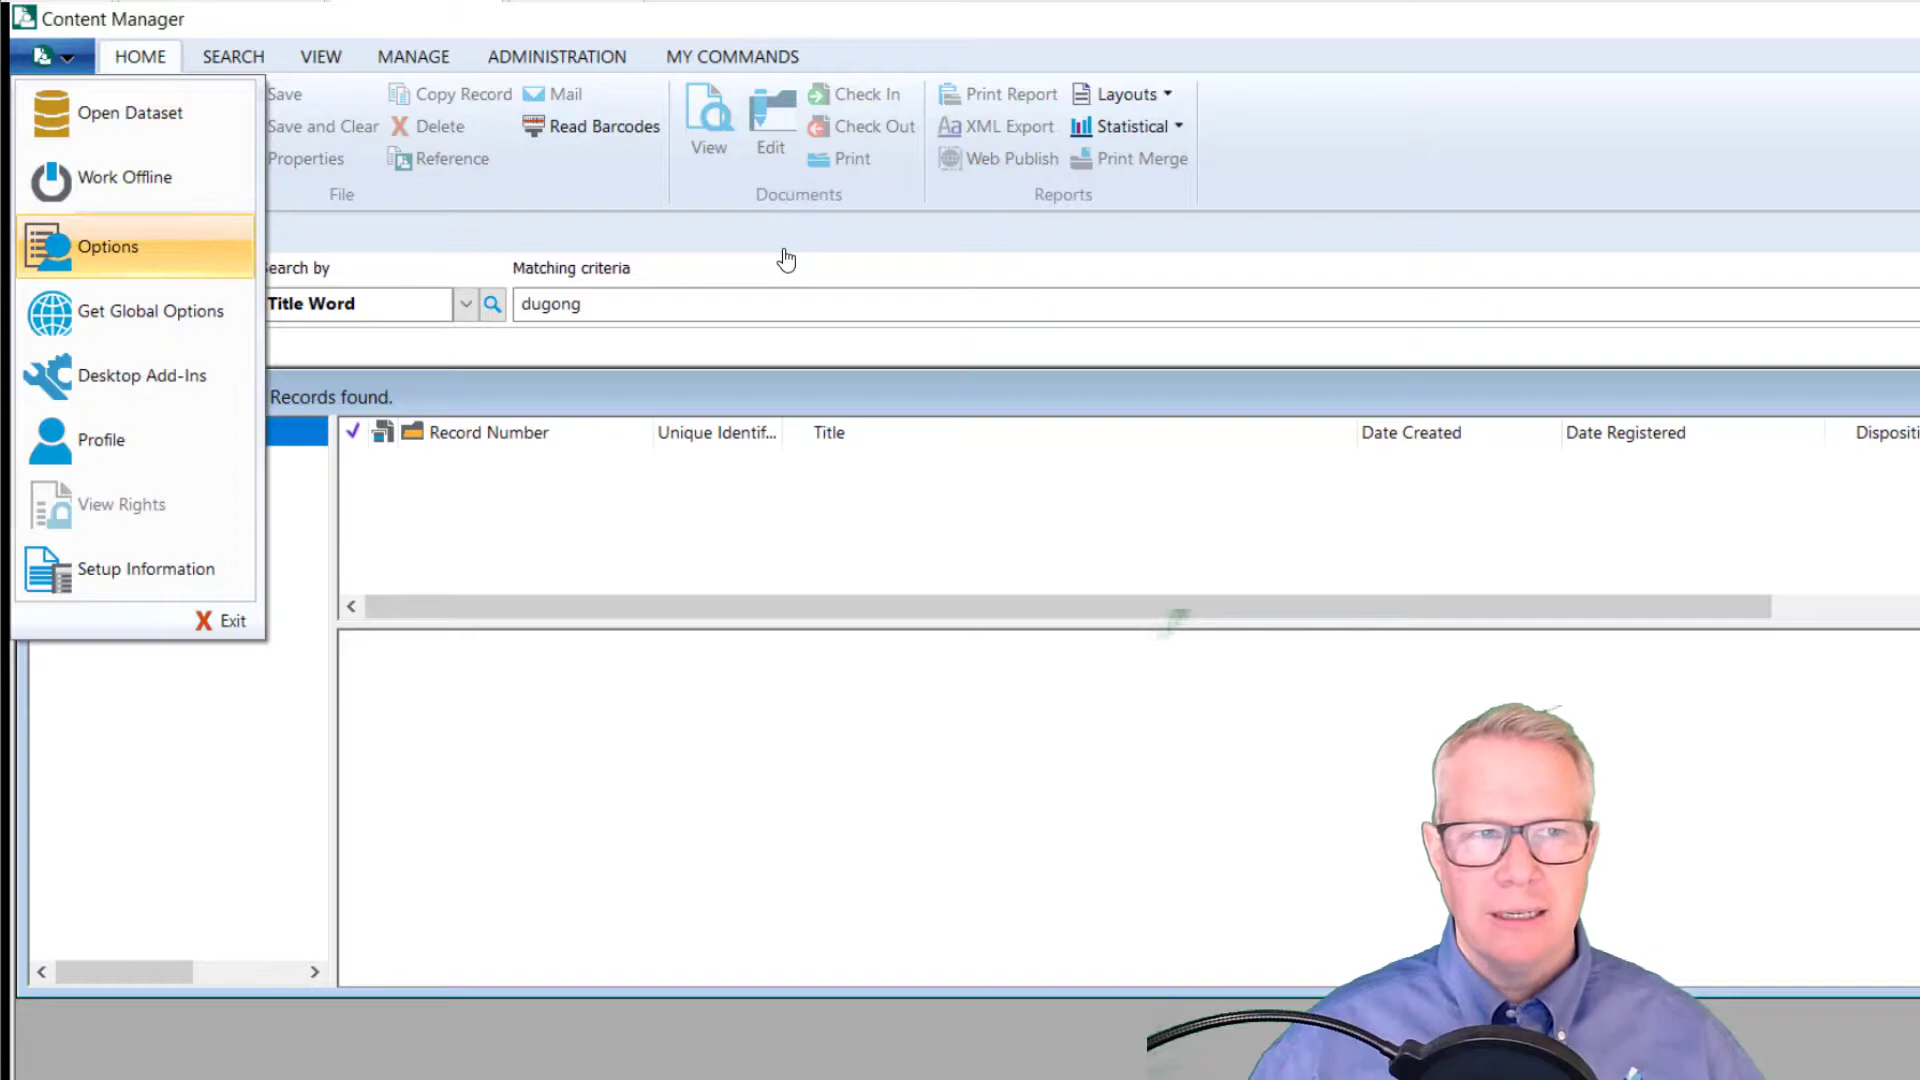 Content Manager
HOME SEARCH VIEW MANAGE ADMINISTRATION MY COMMANDS
Open Dataset
Work Offline
Options
Get Global Options
Desktop Add-Ins
Profile
View Rights
Setup Information
X Exit
Save
Save and Clear
Properties
Copy Record
Delete
Reference
Mail
Read Barcodes
File
View
Edit
Check In
Check Out
Print
Documents
Print Report
XML Export
Web Publish
Layouts
Statistical
Print Merge
Reports
earch by
Matching criteria
Title Word
dugong
Records found.
Record Number Unique Identif... Title Date Created Date Registered Dispositi